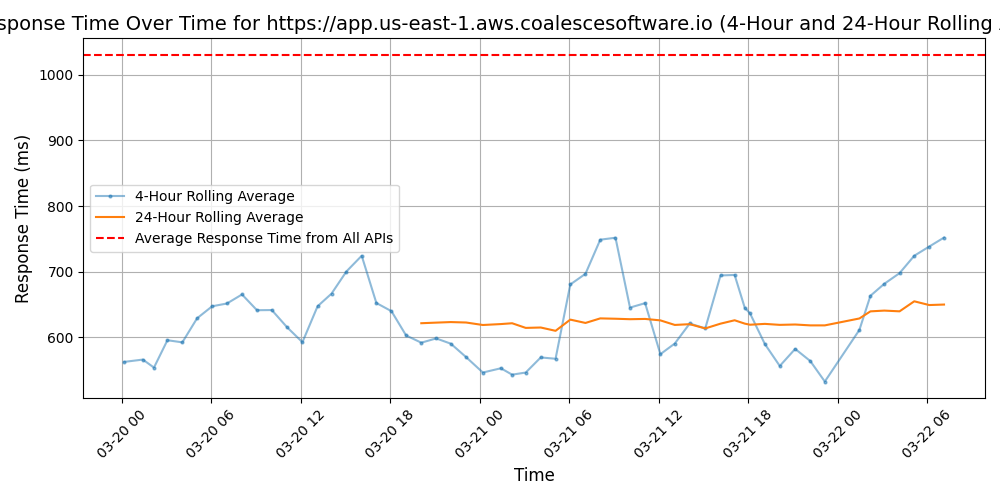 sponse Time Over Time for https://app.us-east-1.aws.coalescesoftware.io (4-Hour and 24-Hour Rolling
Response Time (ms)
1000
900
800
700
600
4-Hour Rolling Average
24-Hour Rolling Average
Average Response Time from All APIs
03-20 00
03-20 06
03-20 12
03-20 18
03-21 00
03-21 06
03-21 12
03-21 18
03-22 00
03-22 06
Time